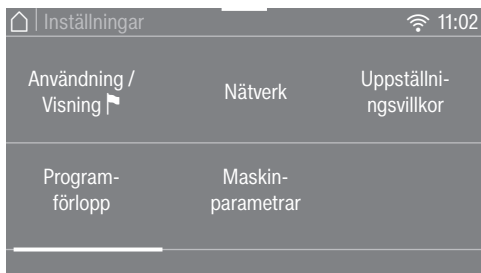 Inställningar 11:02
Användning /
Visning
Nätverk
Uppställni-
ngsvillkor
Program-
förlopp
Maskin-
parametrar